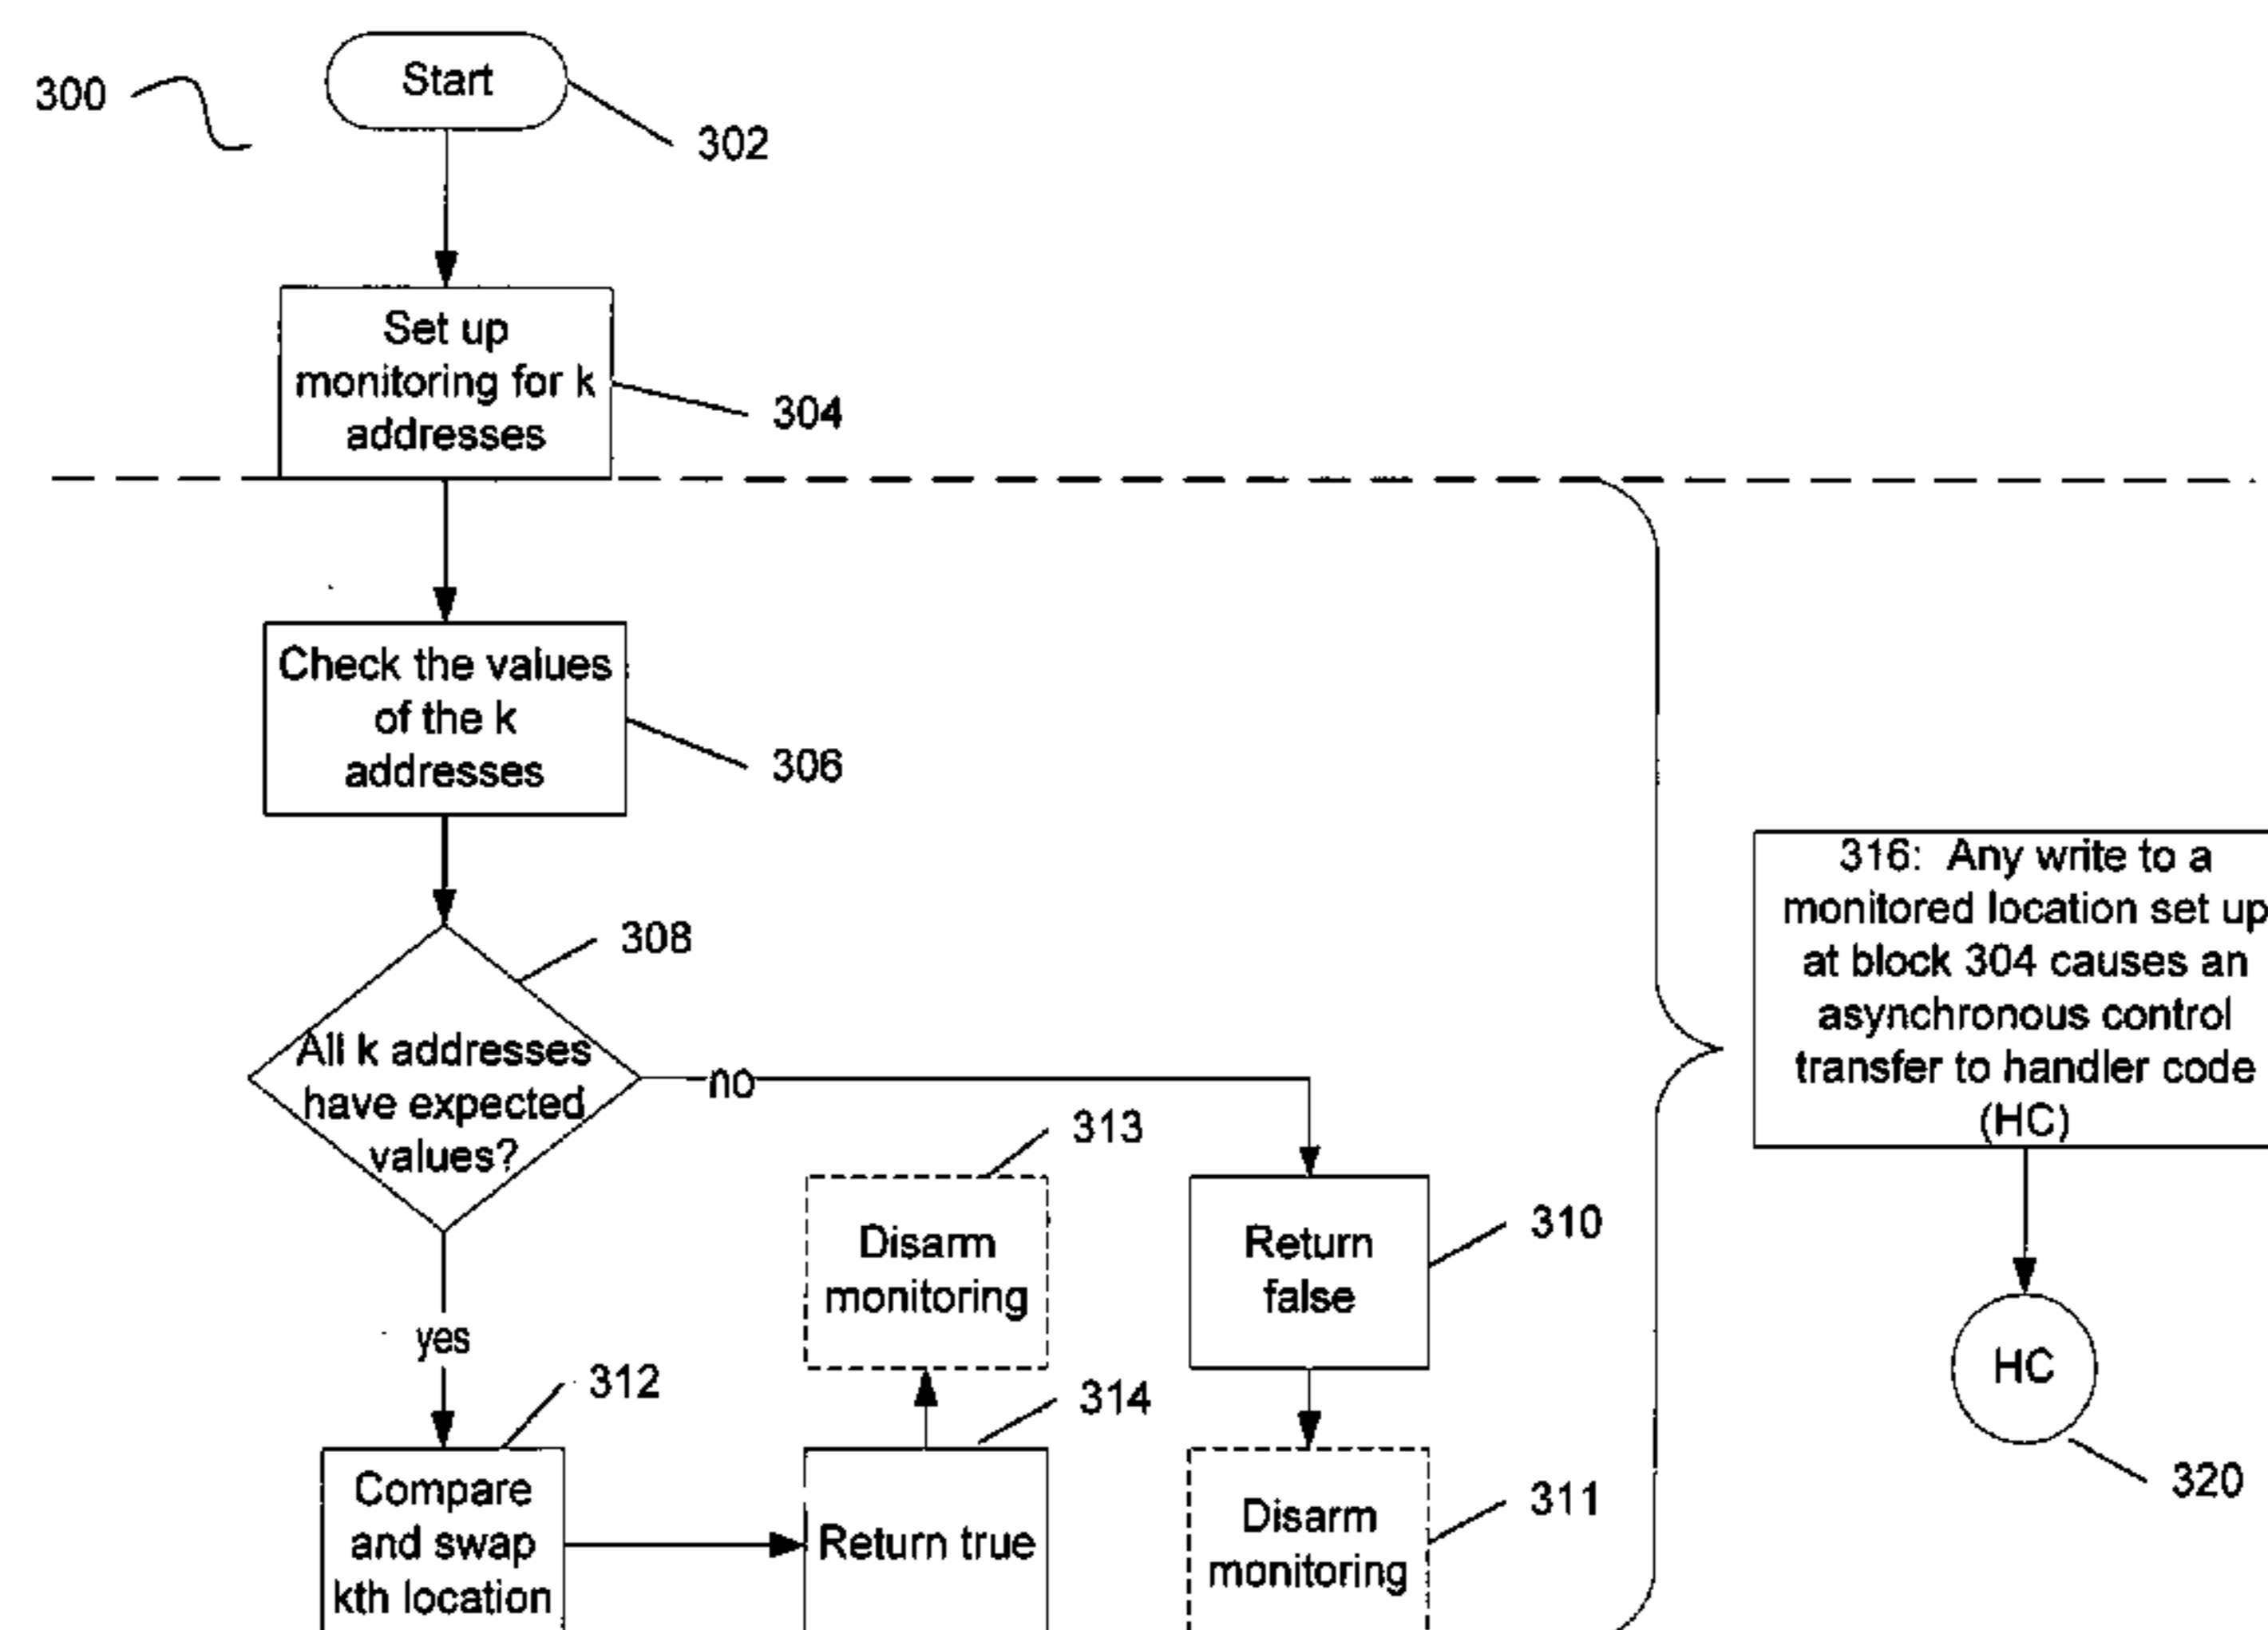 300
Start
302
Set up
monitoring for k
addresses
304
Check the values
of the k
addresses
306
308
All k addresses
have expected
values?
no
yes
313
Disarm
monitoring
310
Return
false
312
Compare
and swap
kth location
314
Return true
311
Disarm
monitoring
316: Any write to a
monitored location set up
at block 304 causes an
asynchronous control
transfer to handler code
(HC)
HC
320